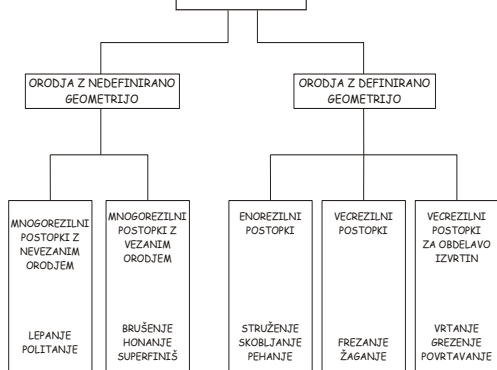 ORODJA Z NEDEFINIRANO
GEOMETRIJO
ORODJA Z DEFINIRANO
GEOMETRIJO
MNOGOREZILNI
POSTOPKI Z
NEVEZANIM
ORODJEM
LEPANJE
POLITANJE
MNOGOREZILNI
POSTOPKI Z
VEZANIM
ORODJEM
BRUŠENJE
HONANJE
SUPERFINIŠ
ENOREZILNI
POSTOPKI
STRUŽENJE
SKOBLJANJE
PEHANJE
VECREZILNI
POSTOPKI
FREZANJE
ŽAGANJE
VECREZILNI
POSTOPKI
ZA OBDELAVO
IZVRTIN
VRTANJE
GREZENJE
POVRTAVANJE